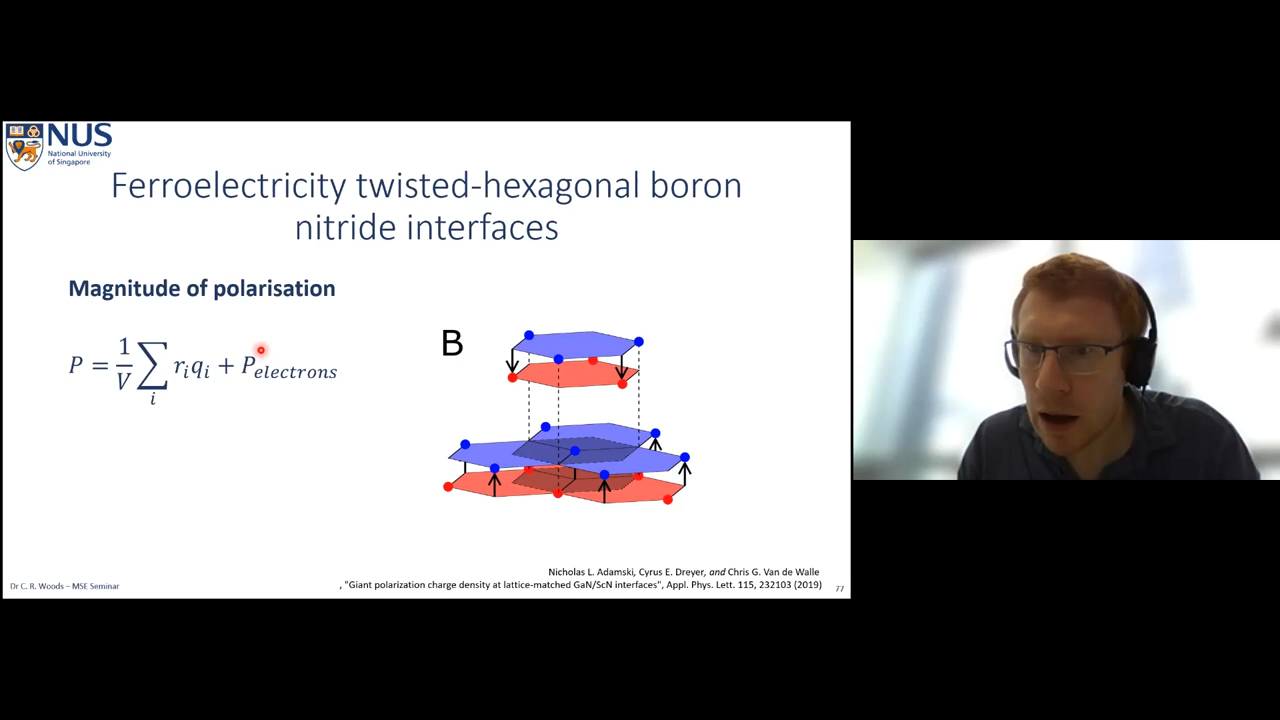 NUS
National University
of Singapore
Ferroelectricity twisted-hexagonal boron
nitride interfaces
Magnitude of polarisation
P = 1/V ∑_i r_i q_i + P_electrons
B
Nicholas L. Adamski, Cyrus E. Dreyer, and Chris G. Van de Walle
, "Giant polarization charge density at lattice-matched GaN/ScN interfaces", Appl. Phys. Lett. 115, 232103 (2019)
Dr C. R. Woods – MSE Seminar
77